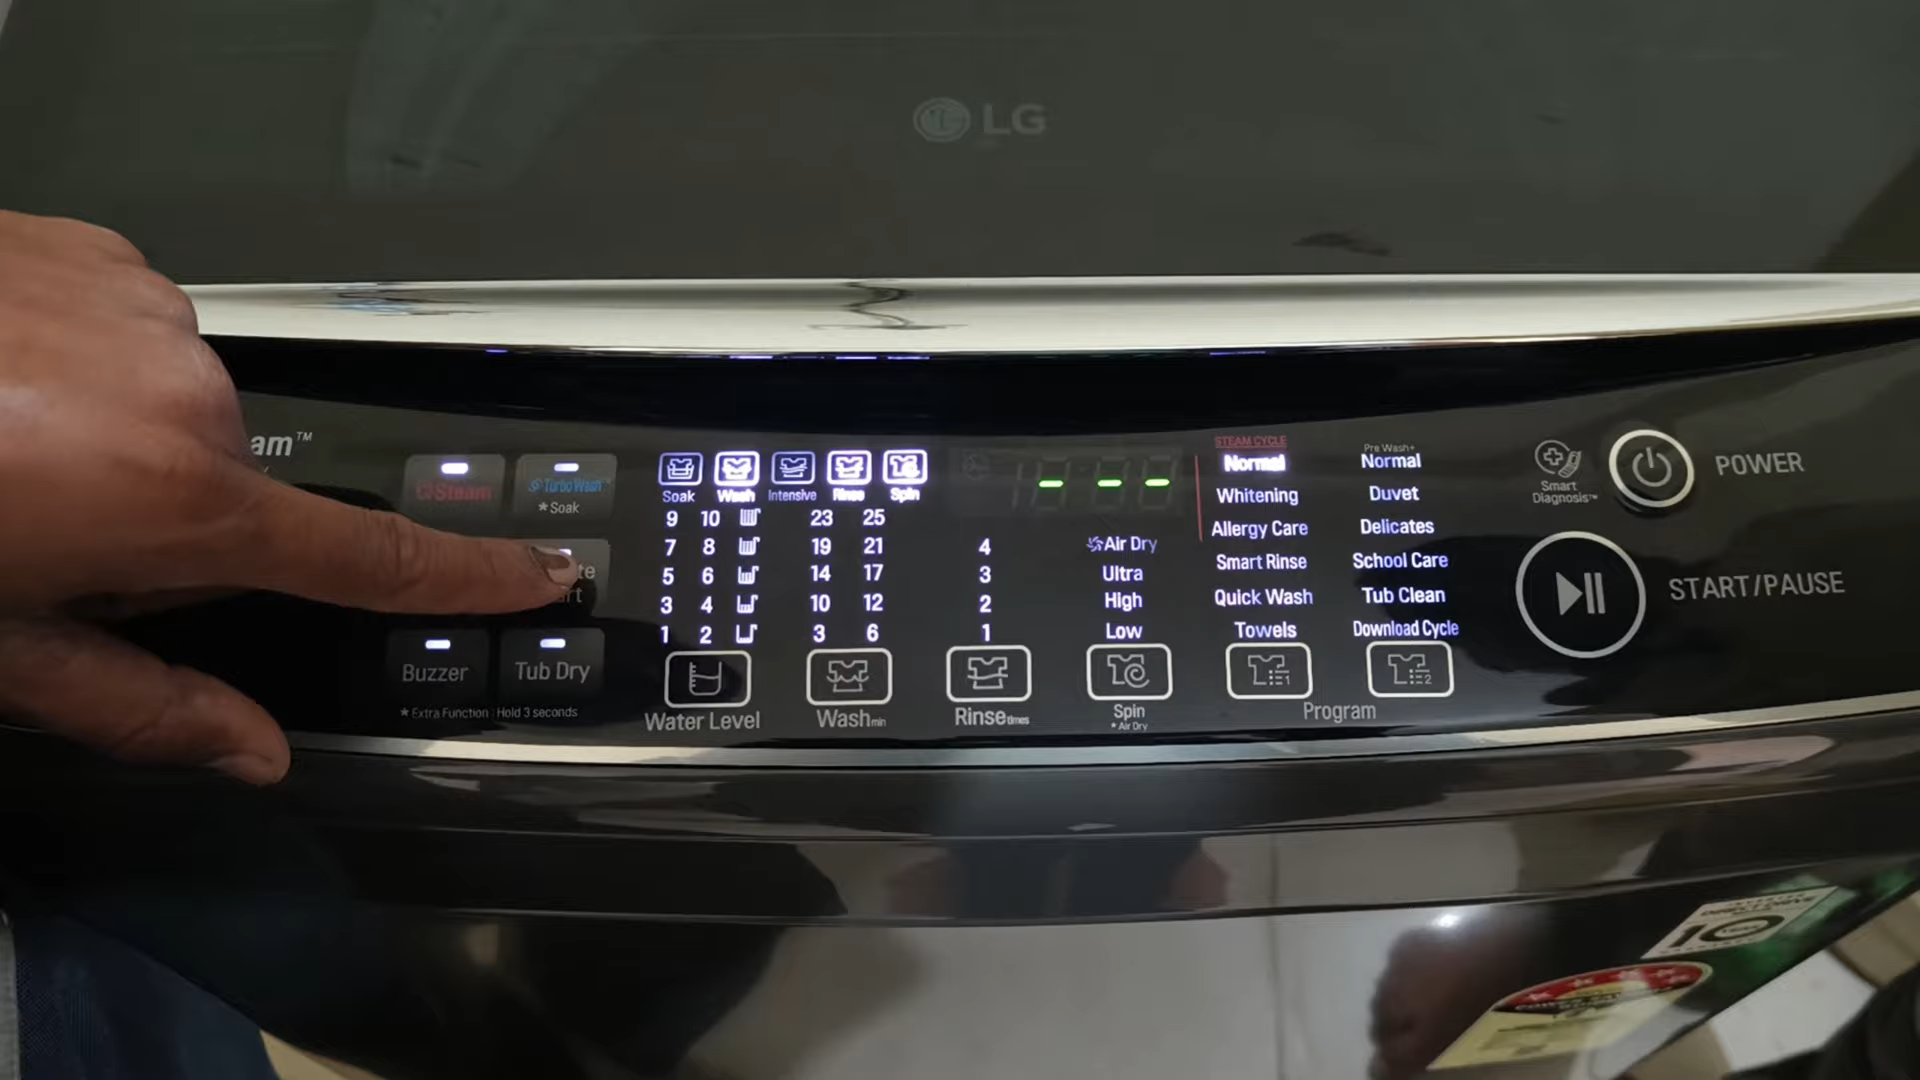 LG
am™
Steam
TurboWash™
*Soak
te
rt
Buzzer
Tub Dry
*Extra Function : Hold 3 seconds
Soak Wash Intensive Rinse Spin
9 10
7 8
5 6
3 4
1 2
Water Level
23 25
19 21
14 17
10 12
3 6
Wash min
4
3
2
1
Rinse times
Air Dry
Ultra
High
Low
Spin
*Air Dry
STEAM CYCLE
Normal
Whitening
Allergy Care
Smart Rinse
Quick Wash
Towels
Pre Wash+
Normal
Duvet
Delicates
School Care
Tub Clean
Download Cycle
Program
Smart
Diagnosis™
POWER
START/PAUSE
10